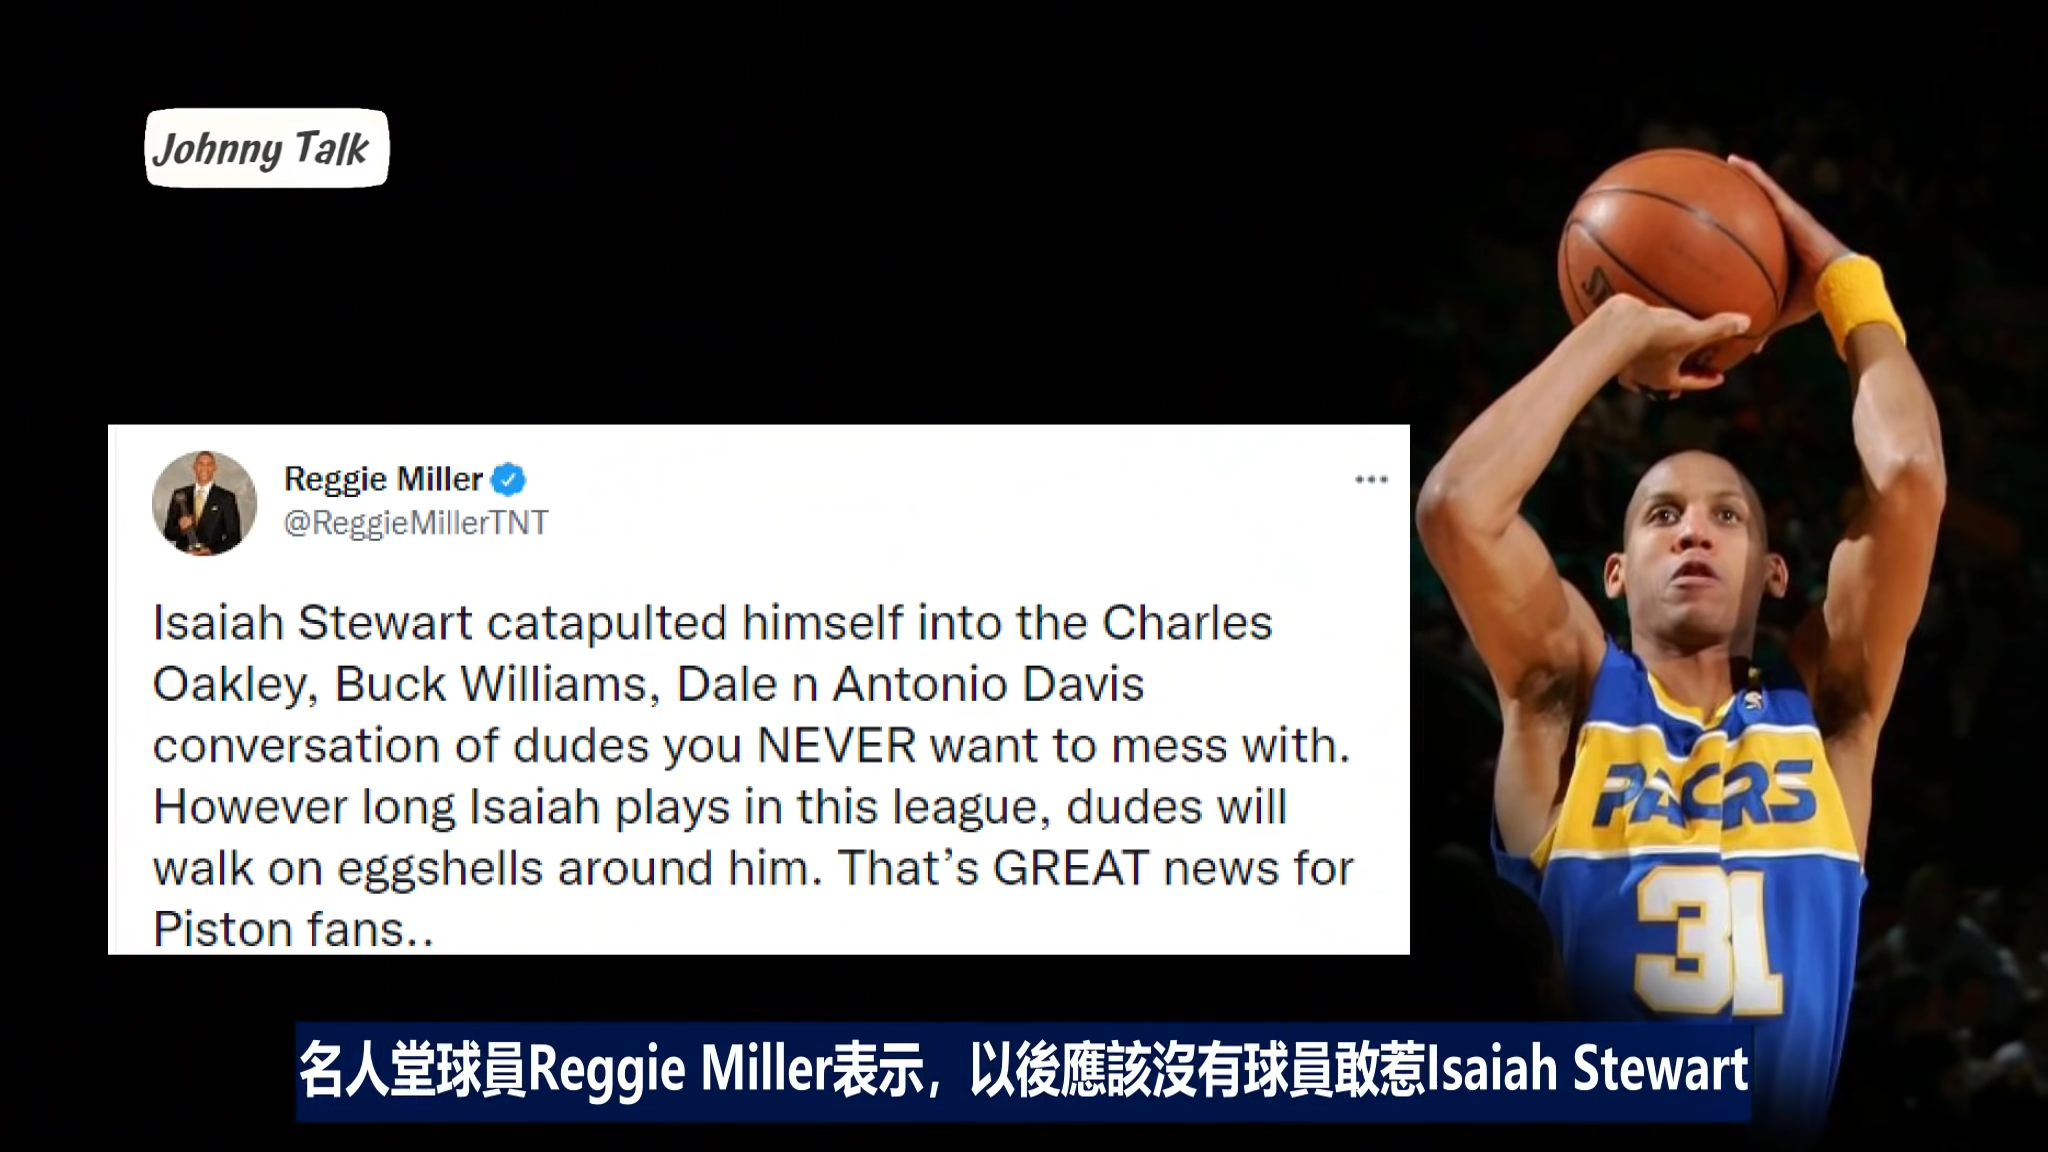 Johnny Talk
Reggie Miller
@ReggieMillerTNT
Isaiah Stewart catapulted himself into the Charles
Oakley, Buck Williams, Dale n Antonio Davis
conversation of dudes you NEVER want to mess with.
However long Isaiah plays in this league, dudes will
walk on eggshells around him. That’s GREAT news for
Piston fans..
PACERS
31
名人堂球員Reggie Miller表示，以後應該沒有球員敢惹Isaiah Stewart